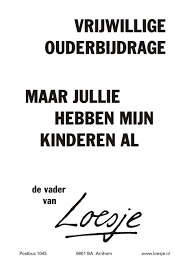 VRIJWILLIGE
OUDERBIJDRAGE
MAAR JULLIE
HEBBEN MIJN
KINDEREN AL
de vader
van
Loesje
Postbus 1045 6801 BA Arnhem www.loesje.nl